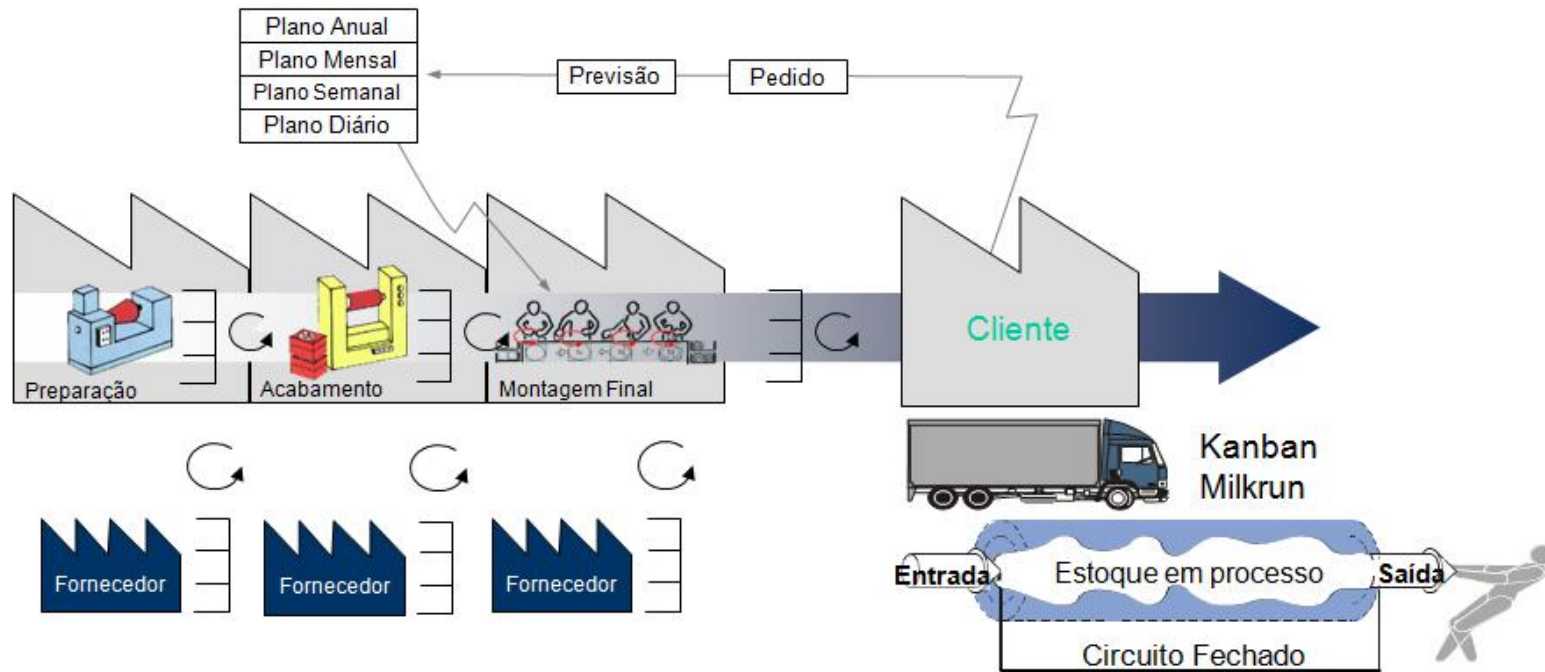 Plano Anual
Plano Mensal
Plano Semanal
Plano Diário
Previsão
Pedido
Preparação
Acabamento
Montagem Final
Cliente
Kanban
Milkrun
Fornecedor
Fornecedor
Fornecedor
Entrada
Estoque em processo
Saída
Circuito Fechado